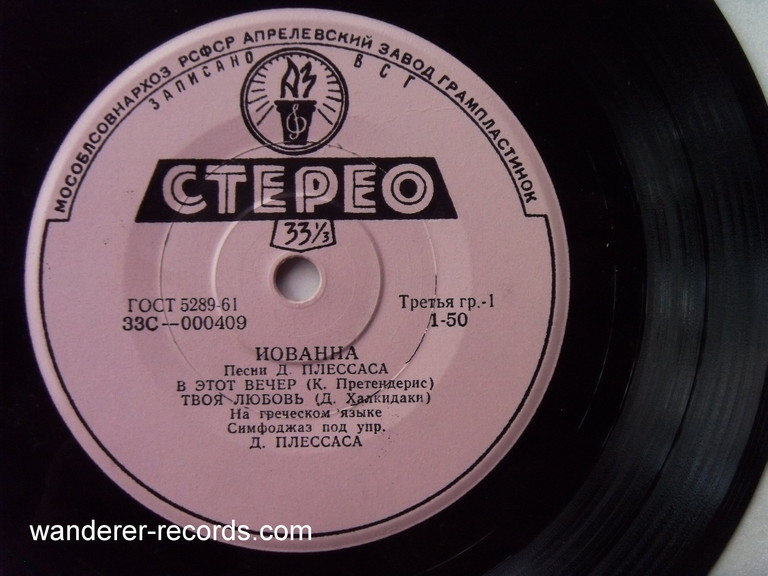 МОСОБЛСОВНАРХОЗ РСФСР АПРЕЛЕВСКИЙ ЗАВОД ГРАМПЛАСТИНОК
ЗАПИСАНО ВСГ
АЗ
СТЕРЕО
33⅓
ГОСТ 5289-61
Третья гр.-1
33С—000409
1-50
ИОВАННА
Песни Д. ПЛЕССАСА
В ЭТОТ ВЕЧЕР (К. Претендерис)
ТВОЯ ЛЮБОВЬ (Д. Халкидаки)
На греческом языке
Симфоджаз под упр.
Д. ПЛЕССАСА
wanderer-records.com